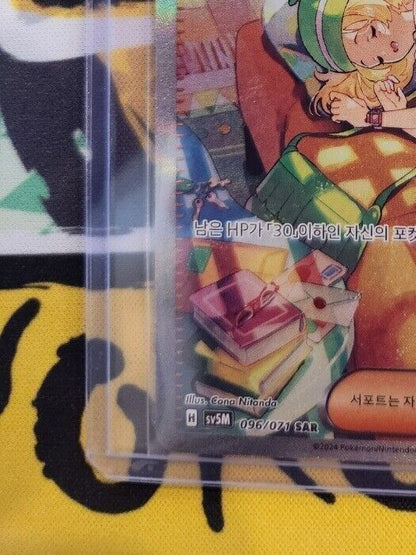 남은 HP가 「30」이하인 자신의 포켓
서포트는 자
Illus. Cona Nitanda
H SV5M 096/071 SAR
©2024 Pokémon/Nintendo